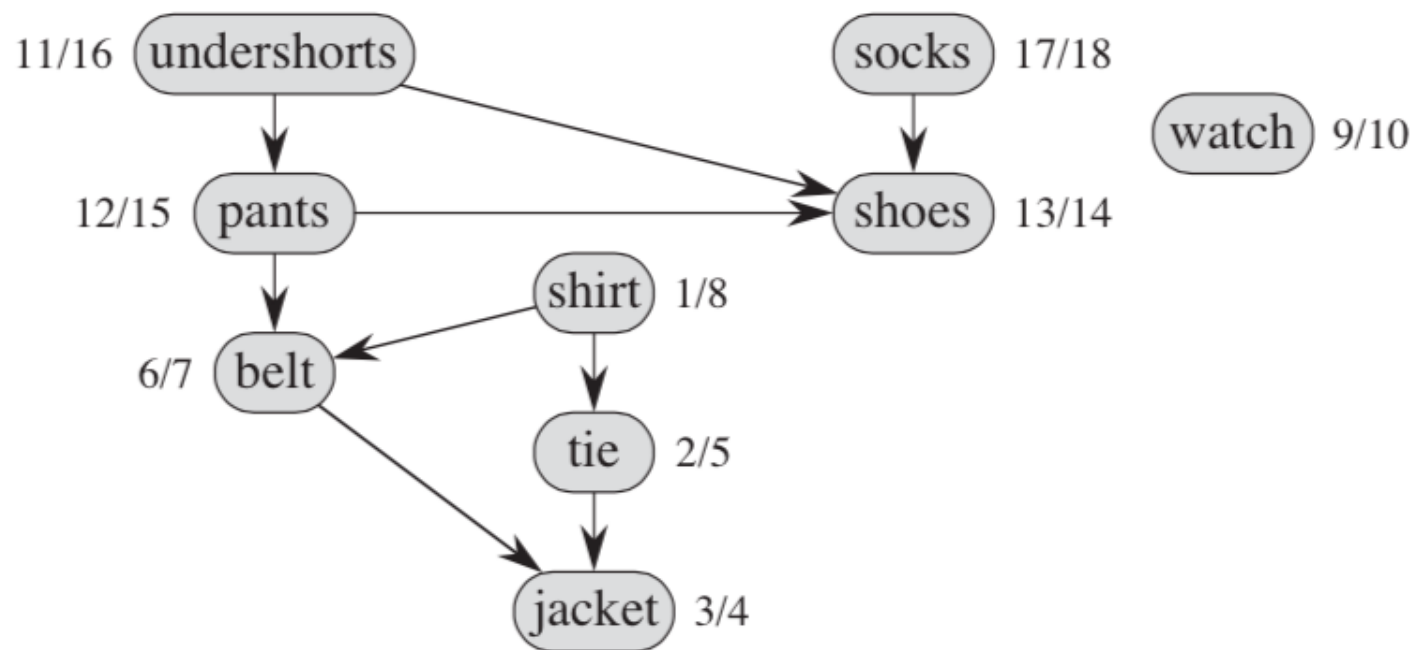 11/16 undershorts socks 17/18
watch 9/10
12/15 pants shoes 13/14
shirt 1/8
6/7 belt
tie 2/5
jacket 3/4